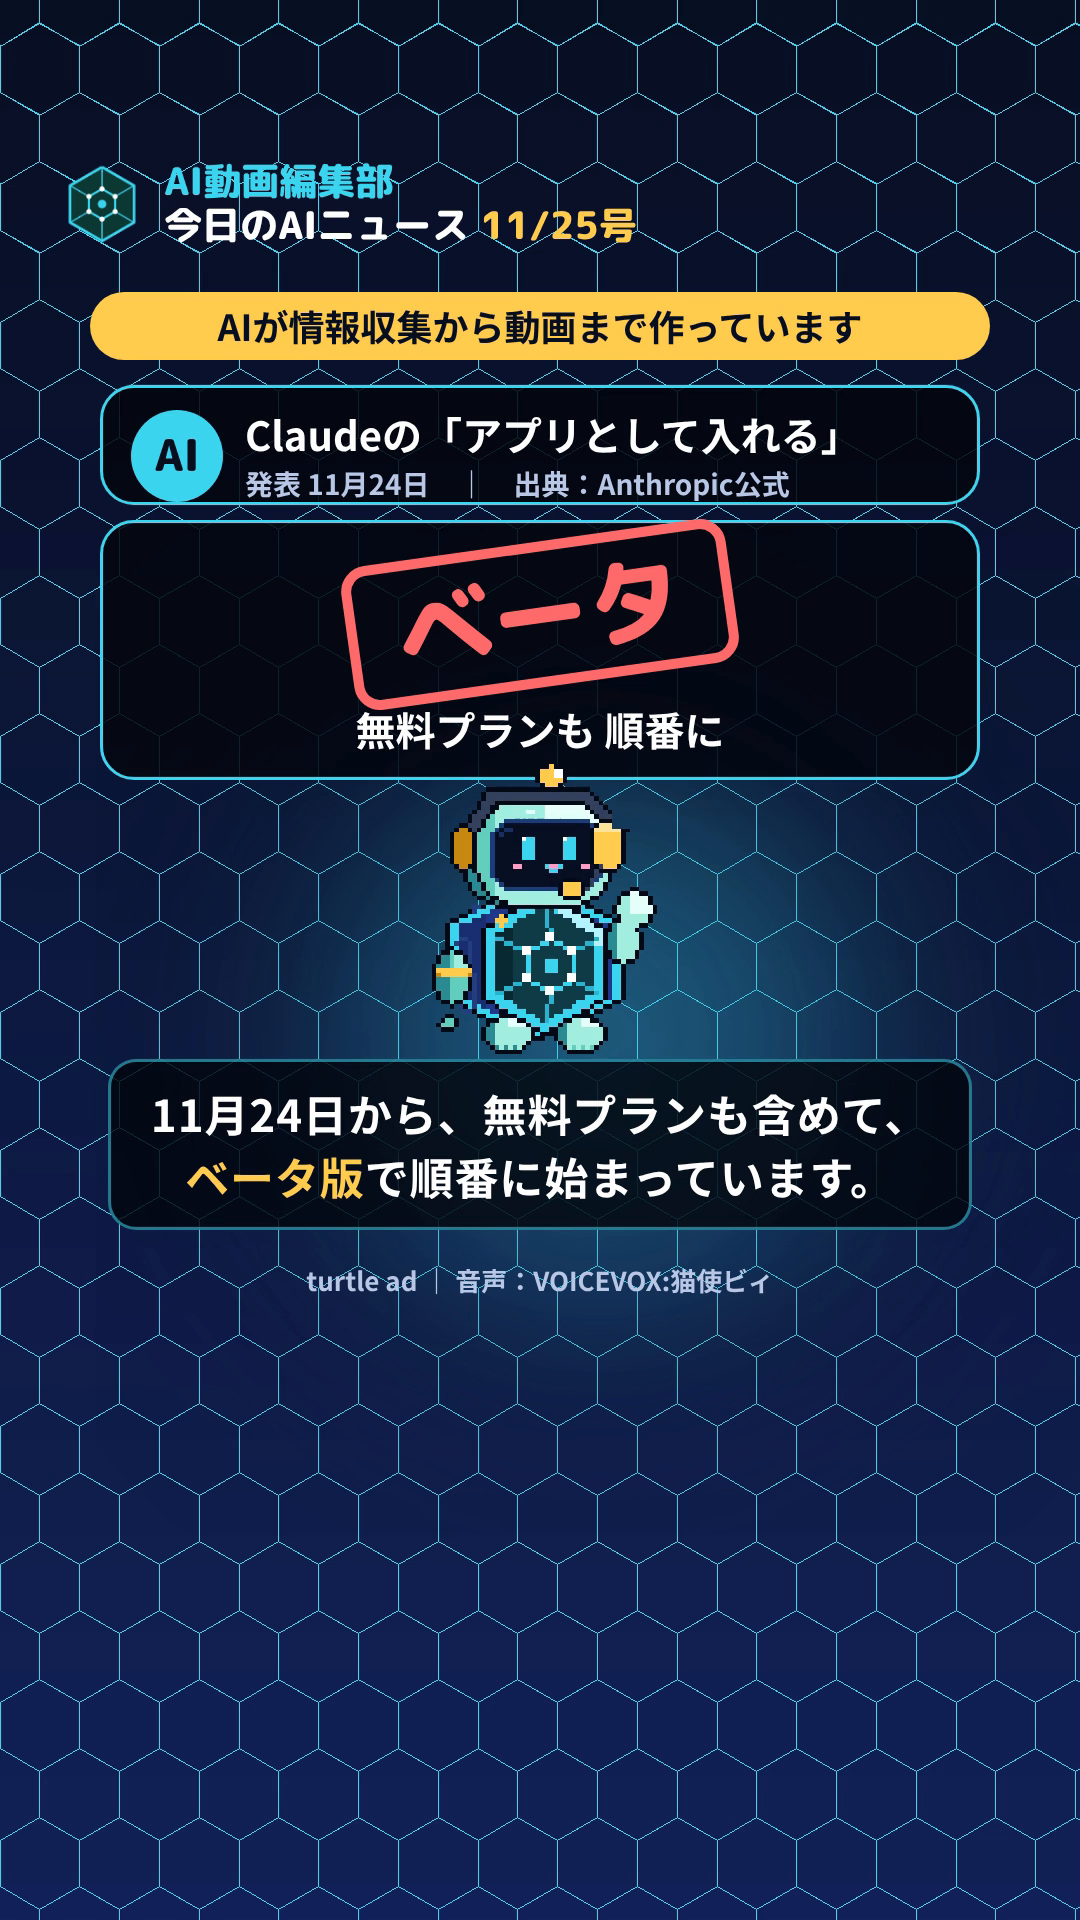 AI動画編集部
今日のAIニュース 11/25号
AIが情報収集から動画まで作っています
AI
Claudeの「アプリとして入れる」
発表 11月24日 ｜ 出典：Anthropic公式
ベータ
無料プランも 順番に
11月24日から、無料プランも含めて、
ベータ版で順番に始まっています。
turtle ad ｜ 音声：VOICEVOX:猫使ビィ